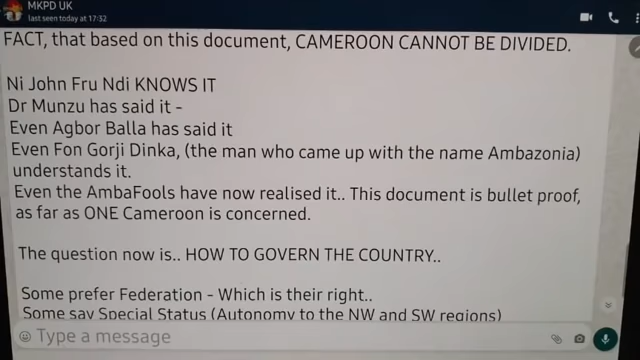 MKPD UK
last seen today at 17:32
FACT, that based on this document, CAMEROON CANNOT BE DIVIDED.
Ni John Fru Ndi KNOWS IT
Dr Munzu has said it -
Even Agbor Balla has said it
Even Fon Gorji Dinka, (the man who came up with the name Ambazonia)
understands it.
Even the AmbaFools have now realised it.. This document is bullet proof,
as far as ONE Cameroon is concerned.
The question now is.. HOW TO GOVERN THE COUNTRY..
Some prefer Federation - Which is their right..
Some say Special Status (Autonomy to the NW and SW regions)
Type a message